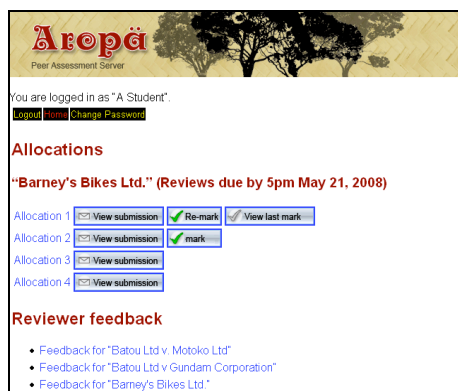 Aropä
Peer Assessment Server
You are logged in as "A Student".
Logout Home Change Password
Allocations
“Barney's Bikes Ltd.” (Reviews due by 5pm May 21, 2008)
Allocation 1 View submission Re-mark View last mark
Allocation 2 View submission mark
Allocation 3 View submission
Allocation 4 View submission
Reviewer feedback
• Feedback for "Batou Ltd v. Motoko Ltd"
• Feedback for "Batou Ltd v Gundam Corporation"
• Feedback for "Barney's Bikes Ltd."